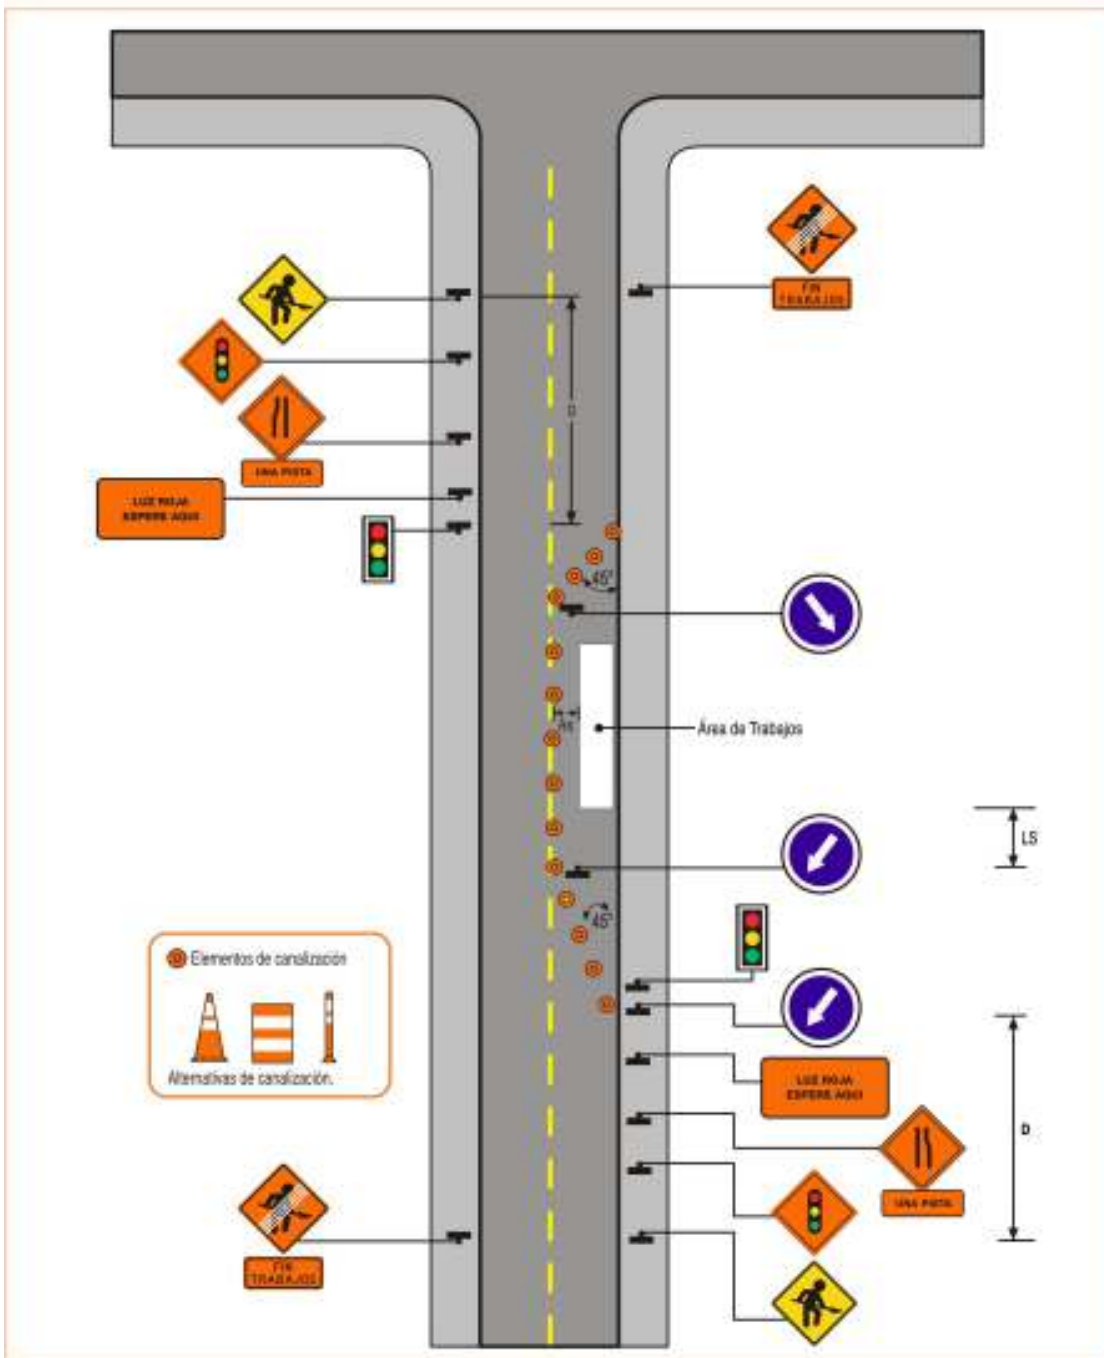 FIN
TRABAJOS
D
UNA PISTA
LUZ ROJA
ESPERE AQUI
45°
Área de Trabajos
LS
45°
Elementos de canalización
Alternativas de canalización.
LUZ ROJA
ESPERE AQUI
D
UNA PISTA
FIN
TRABAJOS